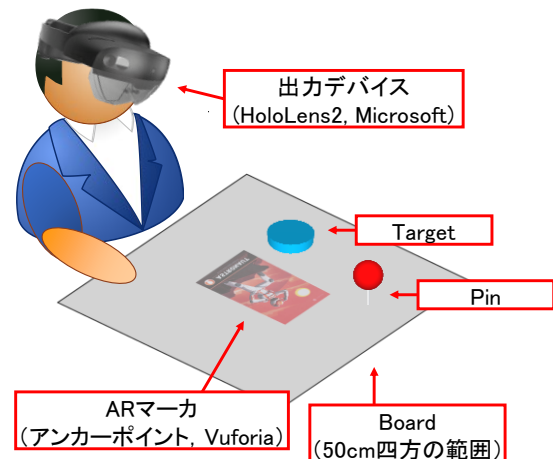 出力デバイス
(HoloLens2, Microsoft)
Target
Pin
ARマーカ
(アンカーポイント, Vuforia)
Board
(50cm四方の範囲)